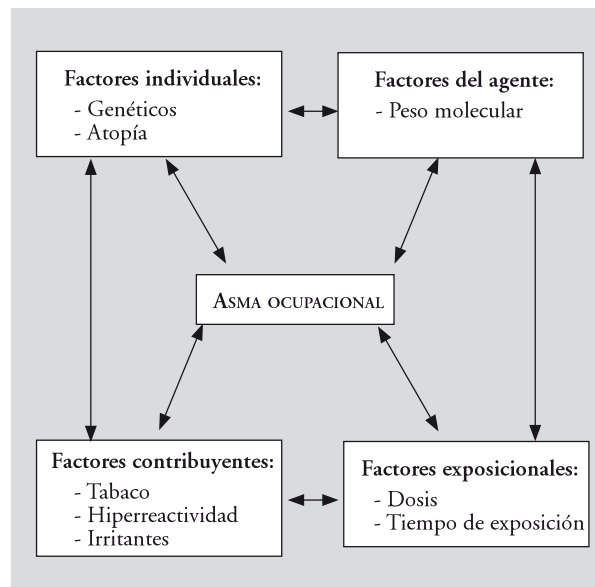 Factores individuales:
- Genéticos
- Atopía
Factores del agente:
- Peso molecular
ASMA OCUPACIONAL
Factores contribuyentes:
- Tabaco
- Hiperreactividad
- Irritantes
Factores exposicionales:
- Dosis
- Tiempo de exposición